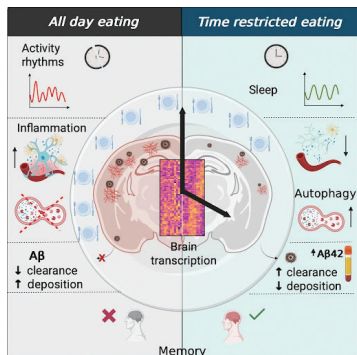 All day eating
Time restricted eating
Activity
rhythms
Sleep
Inflammation
Autophagy
Brain
transcription
Aβ
↓ clearance
↑ deposition
↑ Aβ42
↑ clearance
↓ deposition
Memory